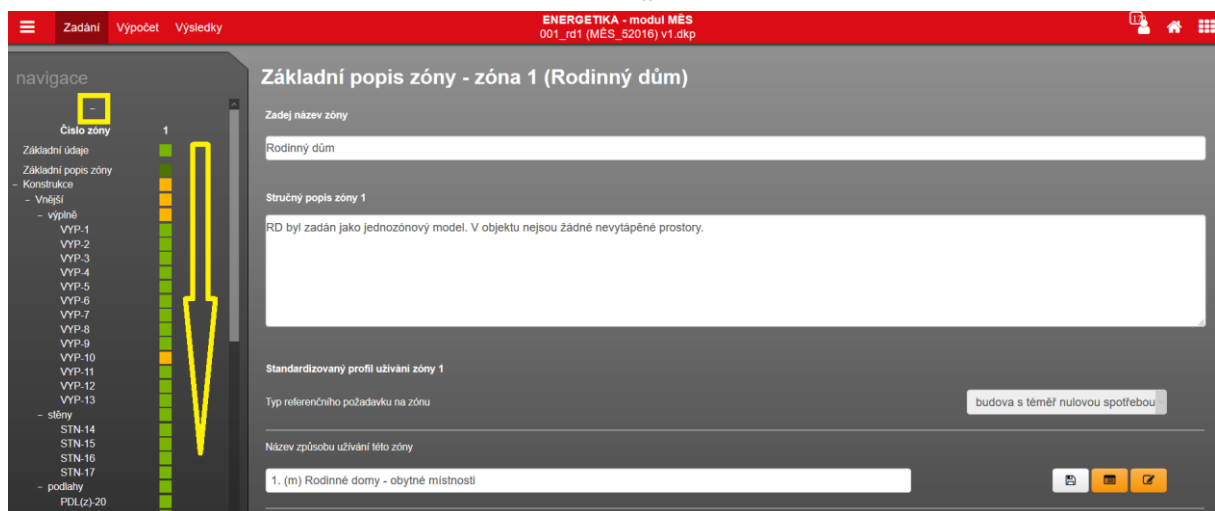 Zadání Výpočet Výsledky
ENERGETIKA - modul MĚS
001_rd1 (MĚS_52016) v1.dkp
17
navigace
–
Číslo zóny 1
Základní údaje
Základní popis zóny
– Konstrukce
– Vnější
– výplně
VYP-1
VYP-2
VYP-3
VYP-4
VYP-5
VYP-6
VYP-7
VYP-8
VYP-9
VYP-10
VYP-11
VYP-12
VYP-13
– stěny
STN-14
STN-15
STN-16
STN-17
– podlahy
PDL(z)-20
Základní popis zóny - zóna 1 (Rodinný dům)
Zadej název zóny
Rodinný dům
Stručný popis zóny 1
RD byl zadán jako jednozónový model. V objektu nejsou žádné nevytápěné prostory.
Standardizovaný profil užívání zóny 1
Typ referenčního požadavku na zónu
budova s téměř nulovou spotřebou
Název způsobu užívání této zóny
1. (m) Rodinné domy - obytné místnosti